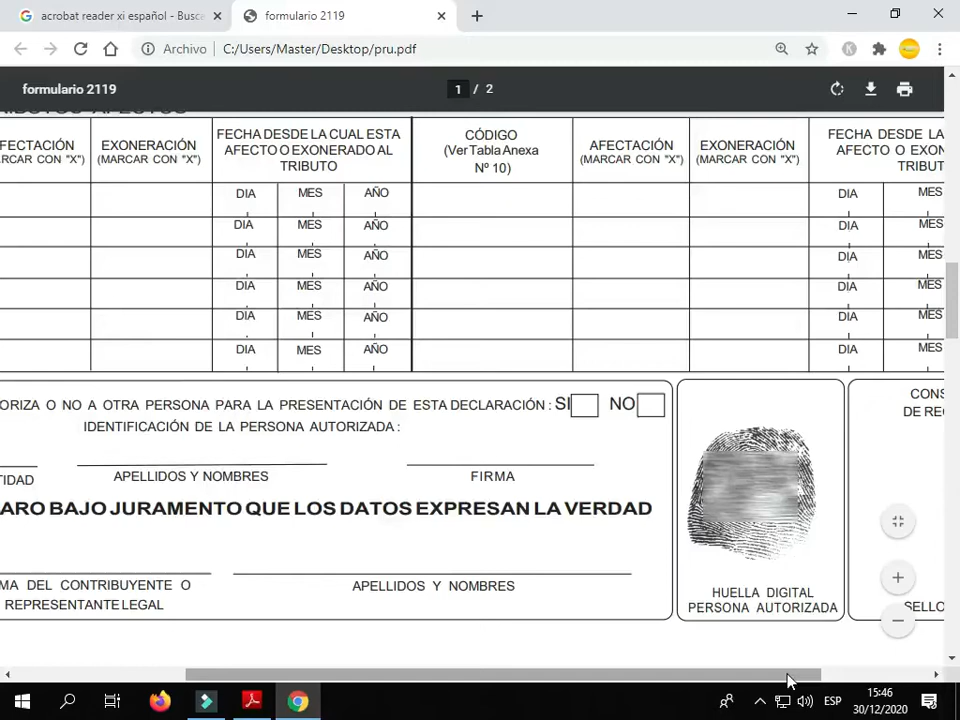 acrobat reader xi español - Busc
formulario 2119
Archivo
C:/Users/Master/Desktop/pru.pdf
formulario 2119
1 / 2
AFECTOS
FECTACIÓN
RCAR CON "X")
EXONERACIÓN
(MARCAR CON "X")
FECHA DESDE LA CUAL ESTA
AFECTO O EXONERADO AL
TRIBUTO
CÓDIGO
(Ver Tabla Anexa
Nº 10)
AFECTACIÓN
(MARCAR CON "X")
EXONERACIÓN
(MARCAR CON "X")
FECHA DESDE LA
AFECTO O EXON
TRIBUT
DIA MES AÑO DIA MES
DIA MES AÑO DIA MES
DIA MES AÑO DIA MES
DIA MES AÑO DIA MES
DIA MES AÑO DIA MES
DIA MES AÑO DIA MES
ORIZA O NO A OTRA PERSONA PARA LA PRESENTACIÓN DE ESTA DECLARACIÓN : SI NO
IDENTIFICACIÓN DE LA PERSONA AUTORIZADA :
TIDAD
APELLIDOS Y NOMBRES
FIRMA
ARO BAJO JURAMENTO QUE LOS DATOS EXPRESAN LA VERDAD
MA DEL CONTRIBUYENTE O
REPRESENTANTE LEGAL
APELLIDOS Y NOMBRES
HUELLA DIGITAL
PERSONA AUTORIZADA
CONS
DE RE
SELLO
ESP
15:46
30/12/2020